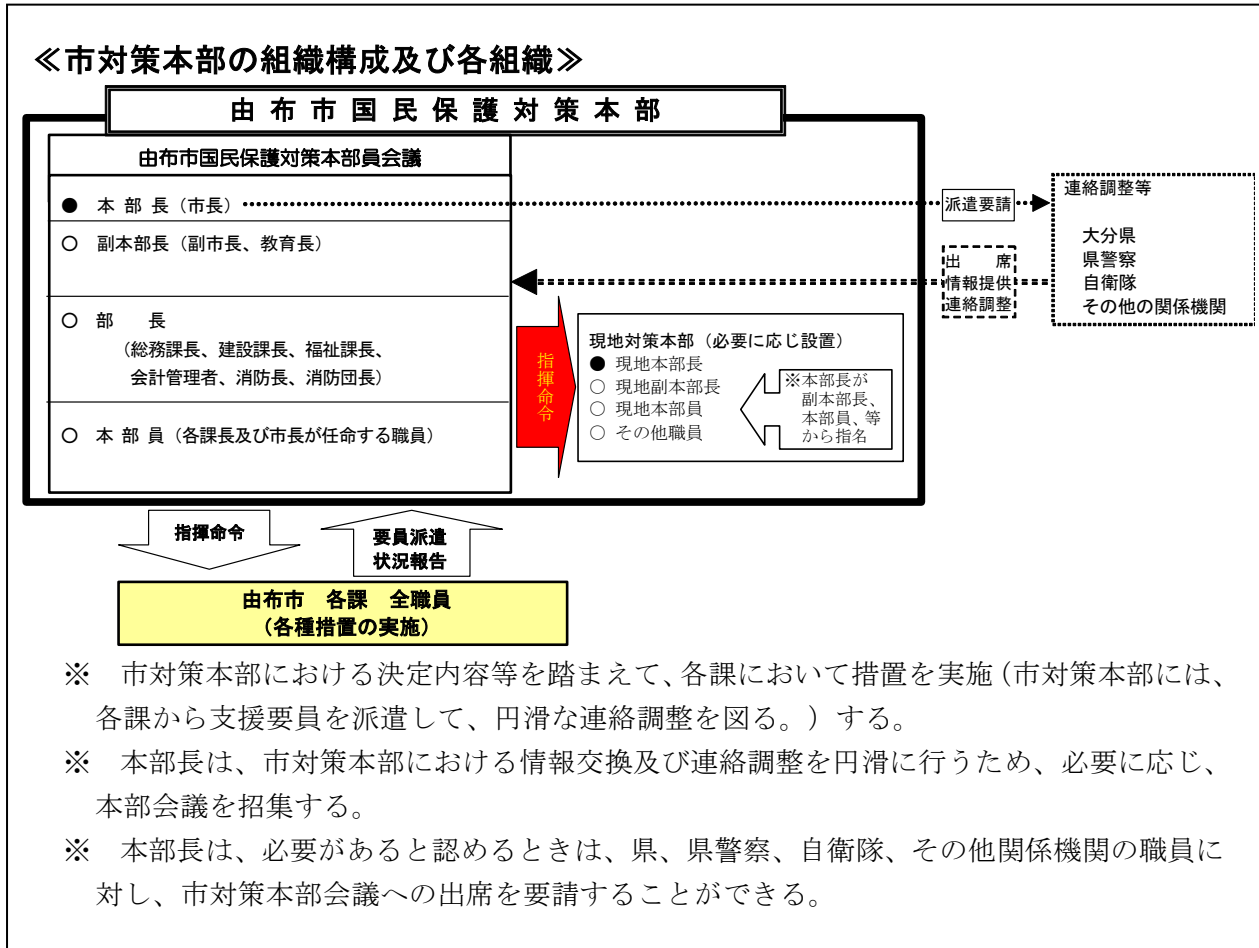 ≪市対策本部の組織構成及び各組織≫
由布市国民保護対策本部
由布市国民保護対策本部員会議
● 本部長（市長）
○ 副本部長（副市長、教育長）
○ 部　長
（総務課長、建設課長、福祉課長、
会計管理者、消防長、消防団長）
○ 本部員（各課長及び市長が任命する職員）
指揮命令
現地対策本部（必要に応じ設置）
● 現地本部長
○ 現地副本部長
○ 現地本部員
○ その他職員
※本部長が
副本部長、
本部員、等
から指名
派遣要請
出　席
情報提供
連絡調整
連絡調整等
大分県
県警察
自衛隊
その他の関係機関
指揮命令
要員派遣
状況報告
由布市　各課　全職員
（各種措置の実施）
※　市対策本部における決定内容等を踏まえて、各課において措置を実施（市対策本部には、
各課から支援要員を派遣して、円滑な連絡調整を図る。）する。
※　本部長は、市対策本部における情報交換及び連絡調整を円滑に行うため、必要に応じ、
本部会議を招集する。
※　本部長は、必要があると認めるときは、県、県警察、自衛隊、その他関係機関の職員に
対し、市対策本部会議への出席を要請することができる。